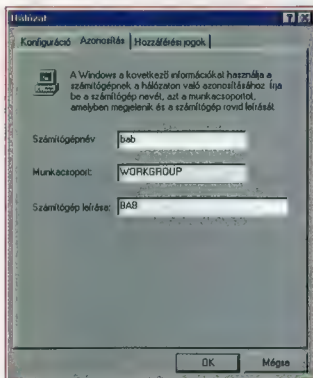 Hálózat
Konfiguráció Azonosítás Hozzáférési jogok
A Windows a következő információkat használja a
számítógépnek a hálózaton való azonosításához Írja
be a számítógép nevét, azt a munkacsoportot,
amelyben megjelenik és a számítógép rövid leírását
Számítógépnév bab
Munkacsoport: WORKGROUP
Számítógép leírása: BAB
OK Mégse